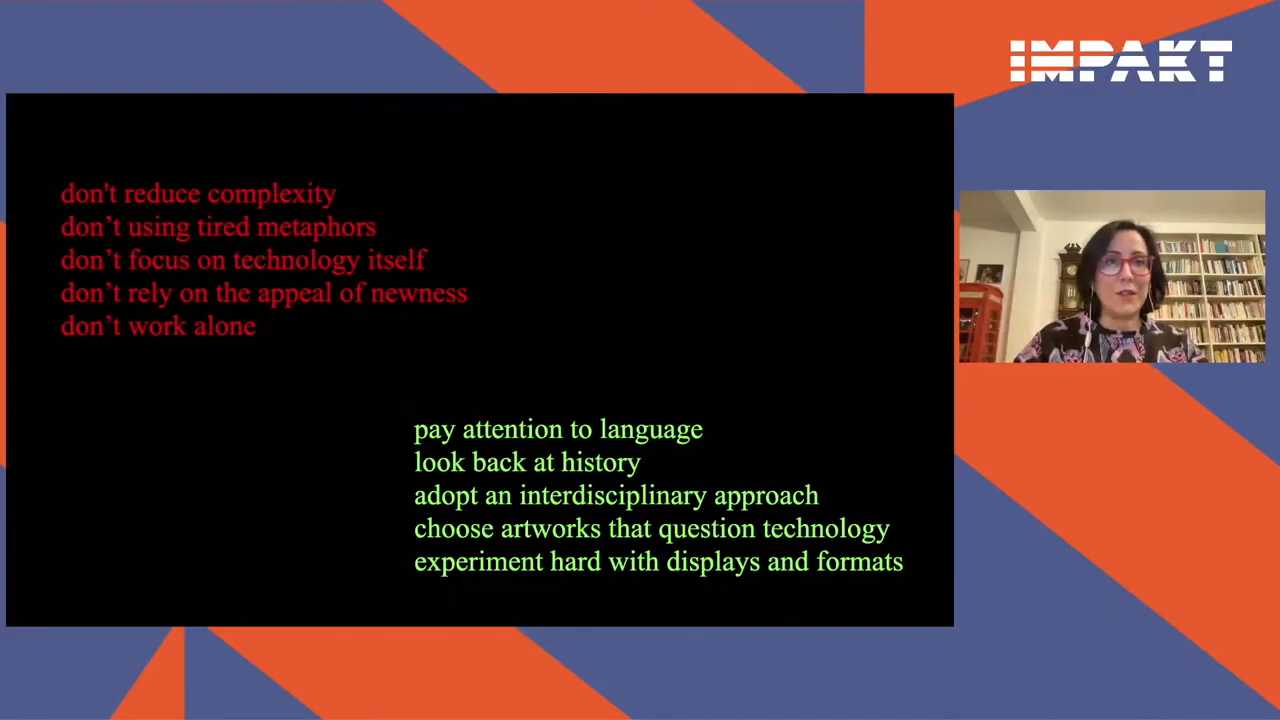 IMPAKT
don't reduce complexity
don’t using tired metaphors
don’t focus on technology itself
don’t rely on the appeal of newness
don’t work alone
pay attention to language
look back at history
adopt an interdisciplinary approach
choose artworks that question technology
experiment hard with displays and formats